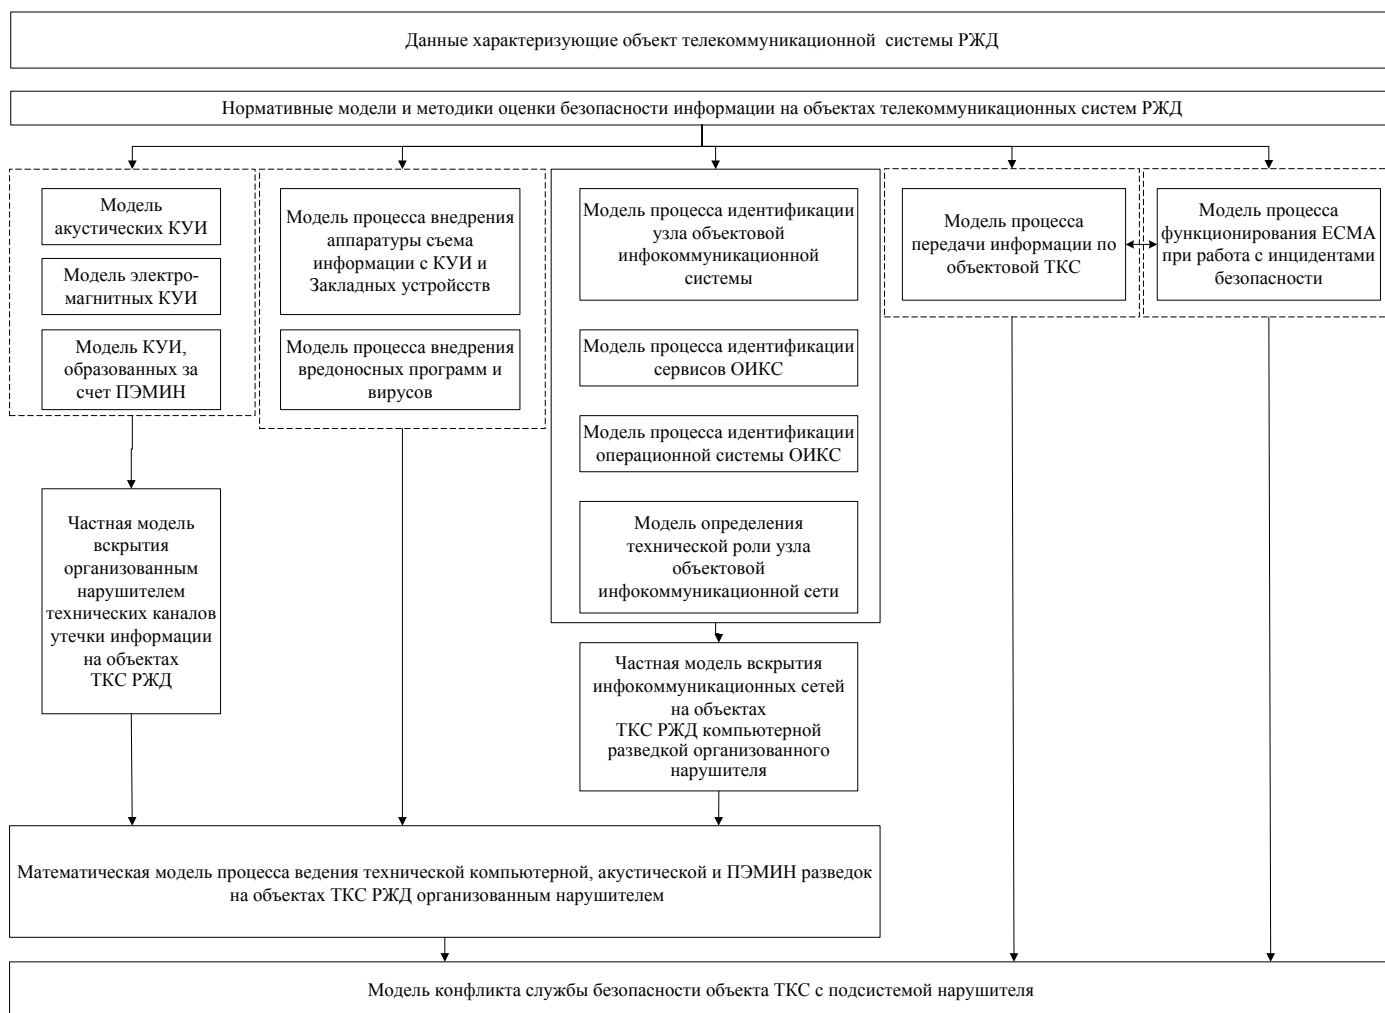 Данные характеризующие объект телекоммуникационной системы РЖД
Нормативные модели и методики оценки безопасности информации на объектах телекоммуникационных систем РЖД
Модель
акустических КУИ
Модель электро-
магнитных КУИ
Модель КУИ,
образованных за
счет ПЭМИН
Модель процесса внедрения
аппаратуры съема
информации с КУИ и
Закладных устройств
Модель процесса внедрения
вредоносных программ и
вирусов
Модель процесса идентификации
узла объектовой
инфокоммуникационной
системы
Модель процесса идентификации
сервисов ОИКС
Модель процесса идентификации
операционной системы ОИКС
Модель определения
технической роли узла
объектовой
инфокоммуникационной сети
Модель процесса
передачи информации по
объектовой ТКС
Модель процесса
функционирования ЕСМА
при работа с инцидентами
безопасности
Частная модель
вскрытия
организованным
нарушителем
технических каналов
утечки информации
на объектах
ТКС РЖД
Частная модель вскрытия
инфокоммуникационных сетей
на объектах
ТКС РЖД компьютерной
разведкой организованного
нарушителя
Математическая модель процесса ведения технической компьютерной, акустической и ПЭМИН разведок
на объектах ТКС РЖД организованным нарушителем
Модель конфликта службы безопасности объекта ТКС с подсистемой нарушителя